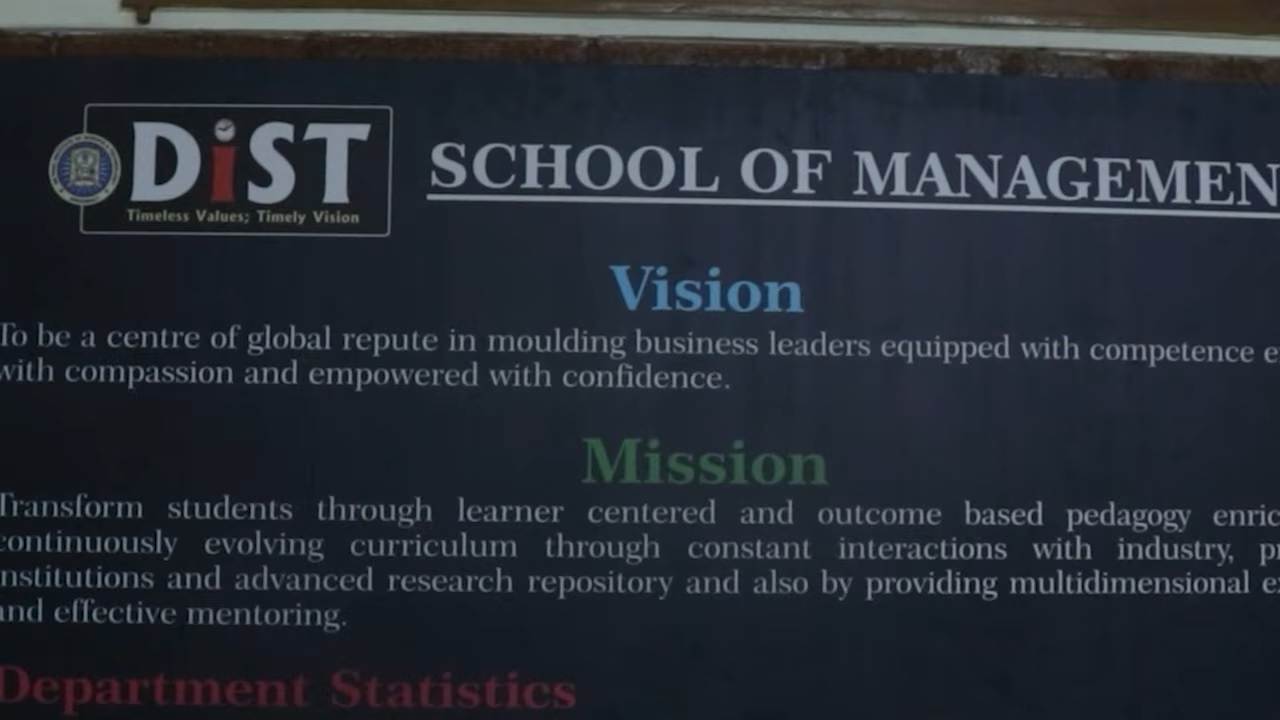 DiST
Timeless Values; Timely Vision
SCHOOL OF MANAGEMEN
Vision
To be a centre of global repute in moulding business leaders equipped with competence e
with compassion and empowered with confidence.
Mission
Transform students through learner centered and outcome based pedagogy enric
continuously evolving curriculum through constant interactions with industry, p
institutions and advanced research repository and also by providing multidimensional e
and effective mentoring.
Department Statistics